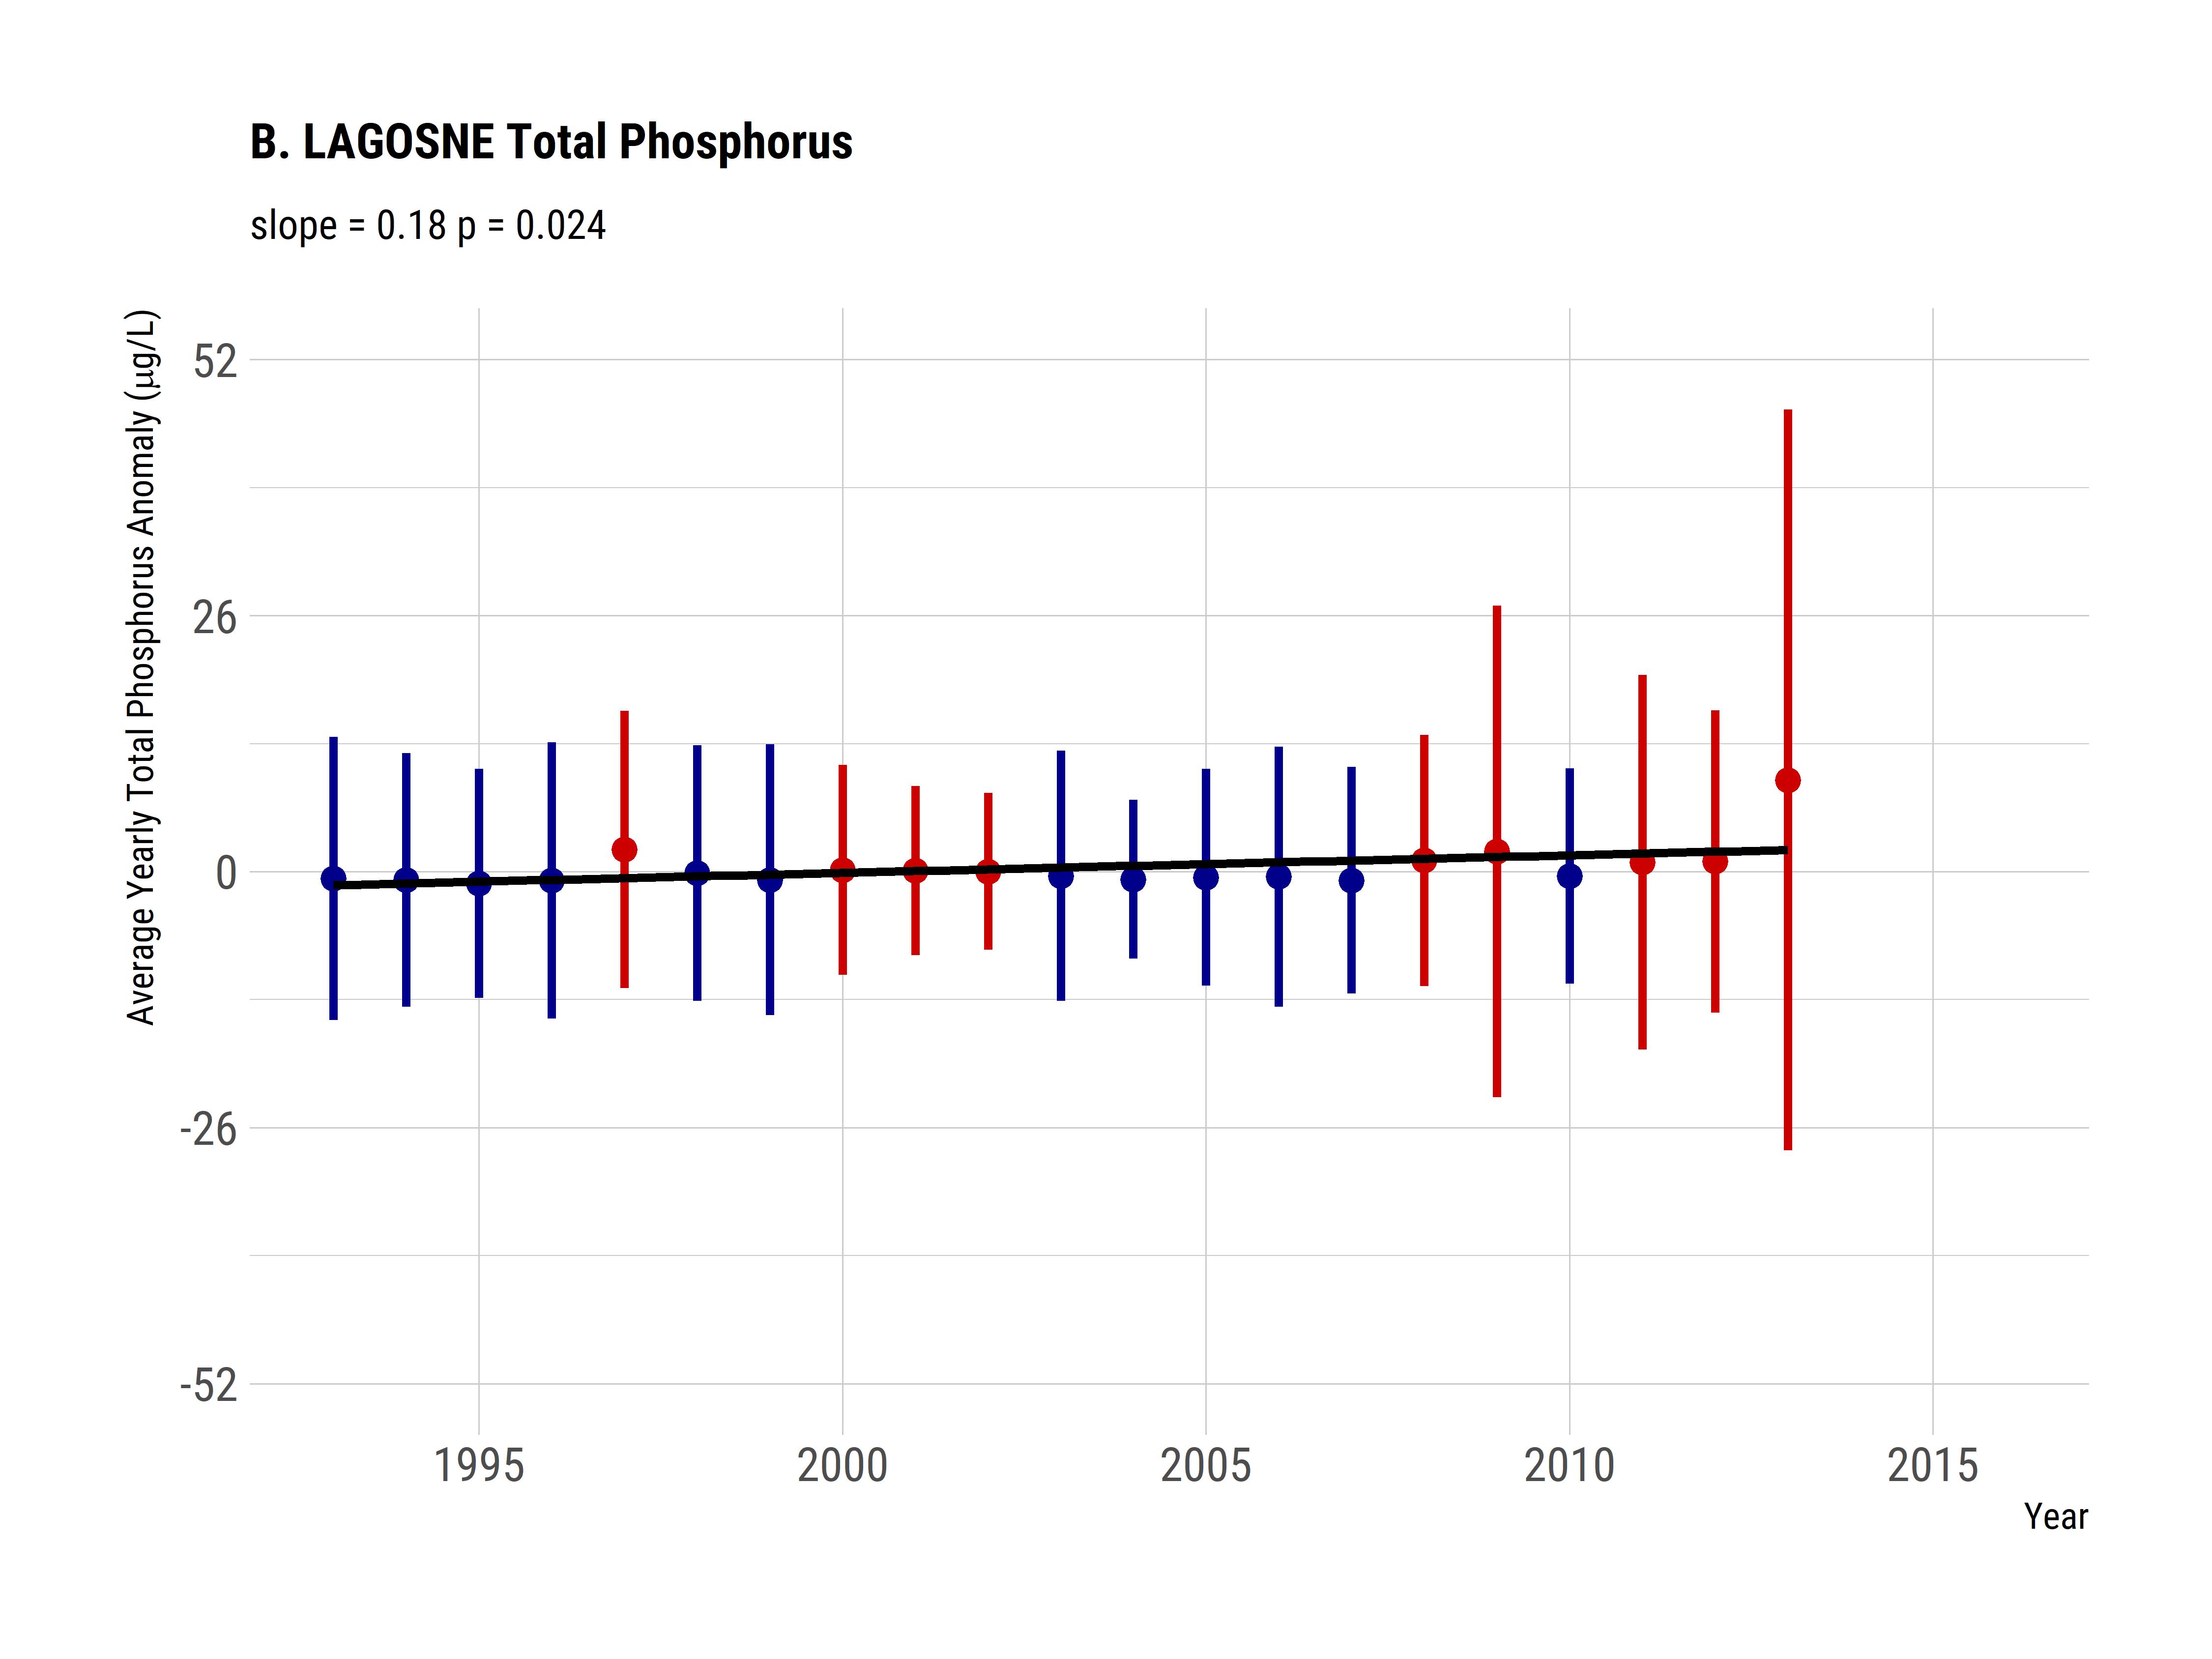 B. LAGOSNE Total Phosphorus
slope = 0.18 p = 0.024
Average Yearly Total Phosphorus Anomaly (μg/L)
52
26
0
-26
-52
1995 2000 2005 2010 2015
Year